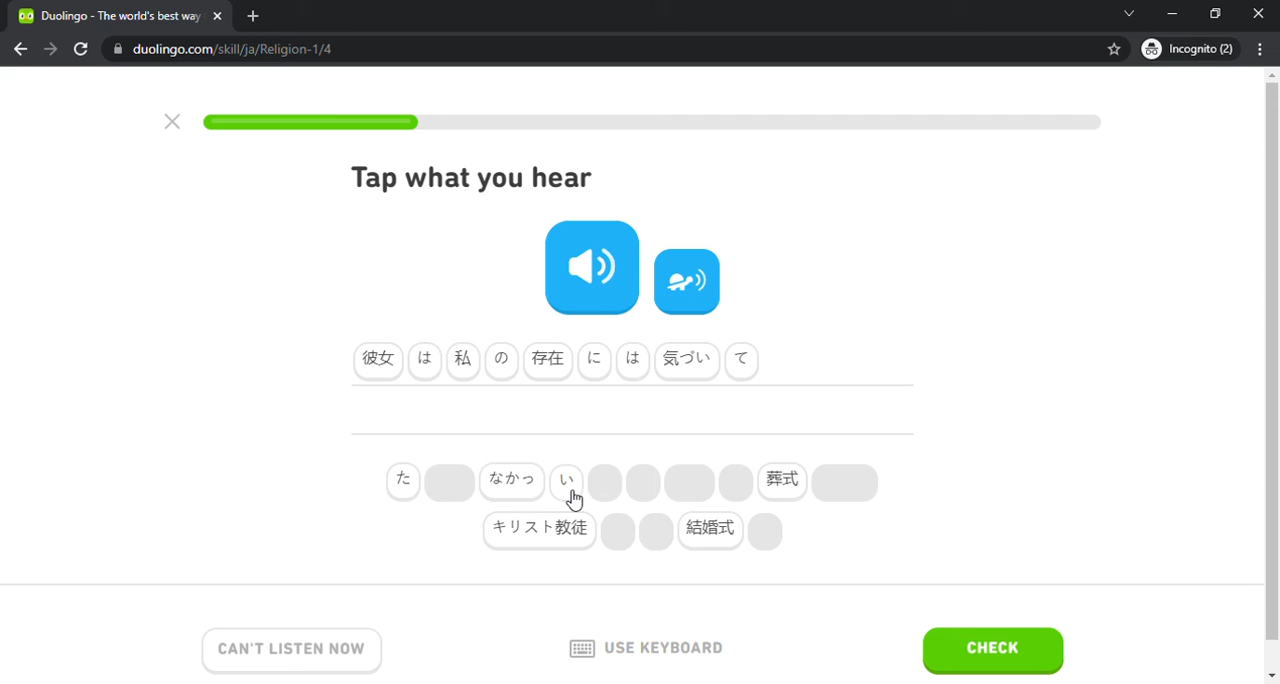 Duolingo - The world's best way
duolingo.com/skill/ja/Religion-1/4
Incognito (2)
Tap what you hear
彼女 は 私 の 存在 に は 気づい て
た なかっ い 葬式
キリスト教徒 結婚式
CAN'T LISTEN NOW
USE KEYBOARD
CHECK